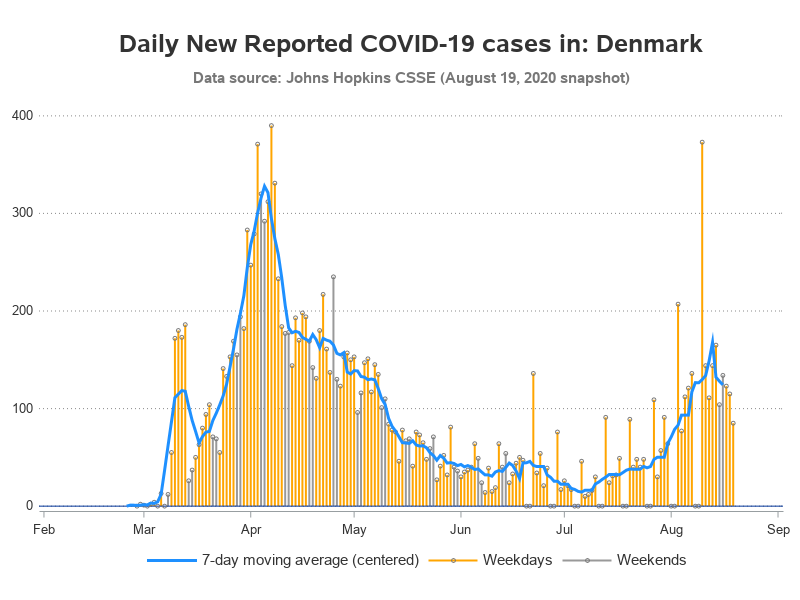 Daily New Reported COVID-19 cases in: Denmark
Data source: Johns Hopkins CSSE (August 19, 2020 snapshot)
400
300
200
100
0
Feb Mar Apr May Jun Jul Aug Sep
7-day moving average (centered) Weekdays Weekends